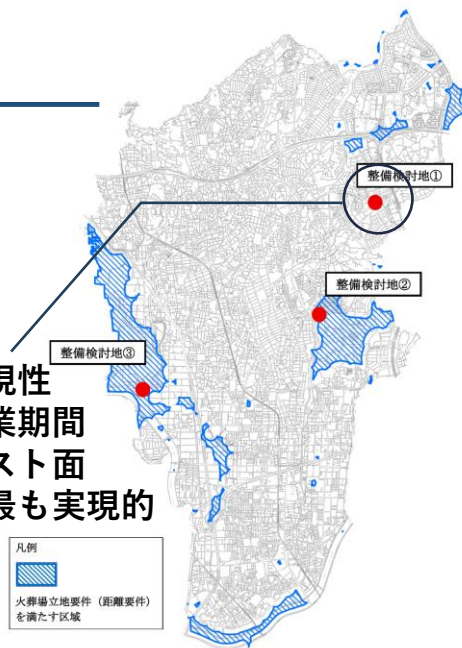 整備検討地①
整備検討地②
整備検討地③
現性
業期間
スト面
最も実現的
凡例
火葬場立地要件（距離要件）
を満たす区域